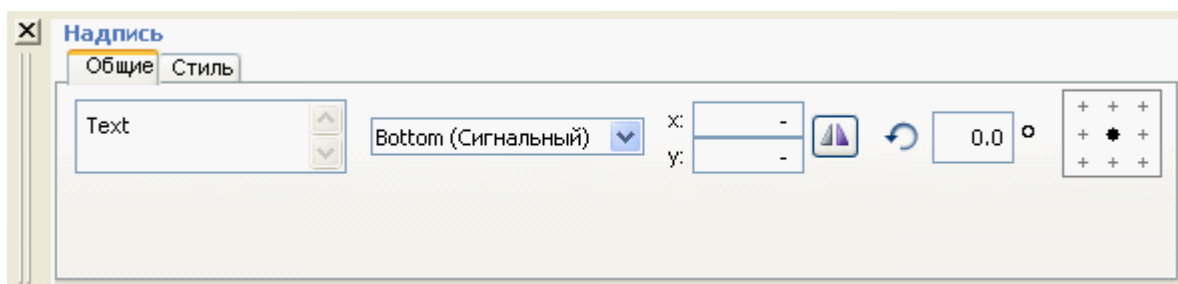 Надпись
Общие Стиль
Text
Bottom (Сигнальный)
x: -
y: -
0.0 °